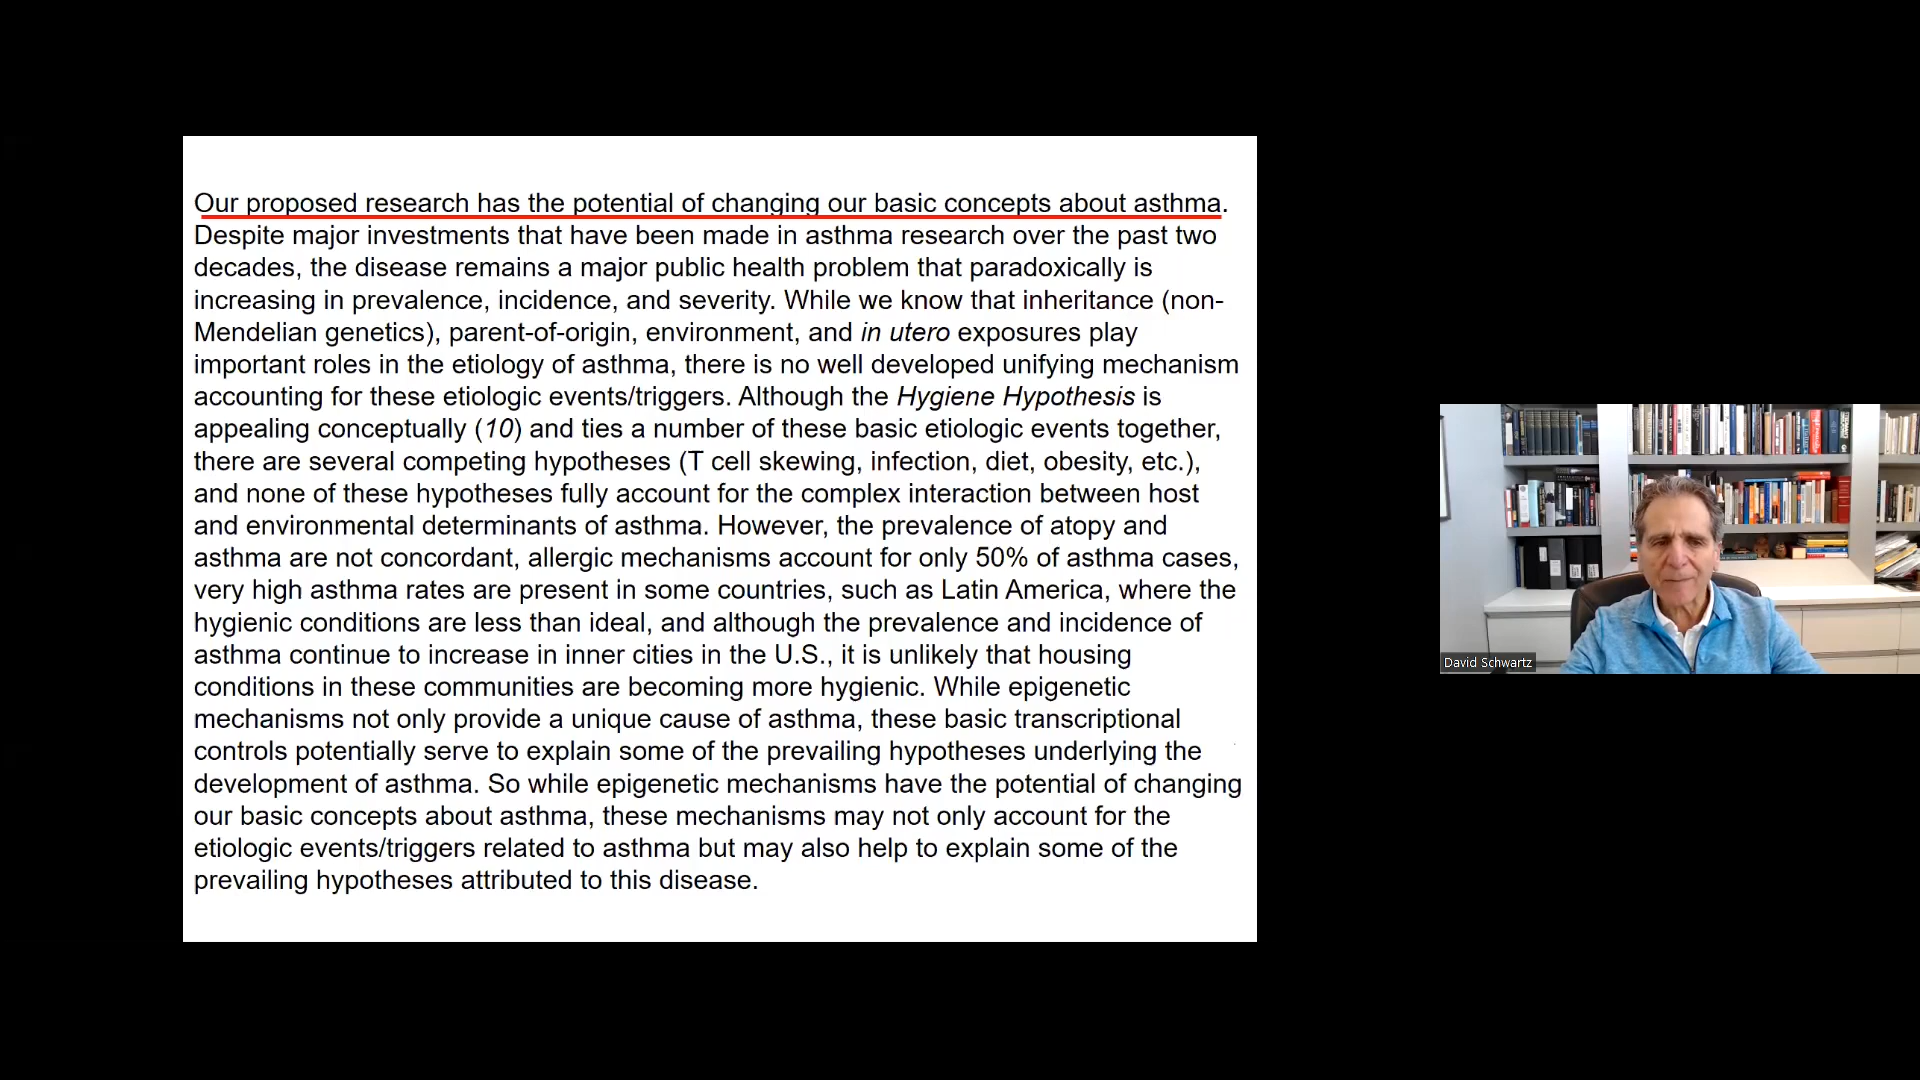 Our proposed research has the potential of changing our basic concepts about asthma.
Despite major investments that have been made in asthma research over the past two
decades, the disease remains a major public health problem that paradoxically is
increasing in prevalence, incidence, and severity. While we know that inheritance (non-
Mendelian genetics), parent-of-origin, environment, and in utero exposures play
important roles in the etiology of asthma, there is no well developed unifying mechanism
accounting for these etiologic events/triggers. Although the Hygiene Hypothesis is
appealing conceptually (10) and ties a number of these basic etiologic events together,
there are several competing hypotheses (T cell skewing, infection, diet, obesity, etc.),
and none of these hypotheses fully account for the complex interaction between host
and environmental determinants of asthma. However, the prevalence of atopy and
asthma are not concordant, allergic mechanisms account for only 50% of asthma cases,
very high asthma rates are present in some countries, such as Latin America, where the
hygienic conditions are less than ideal, and although the prevalence and incidence of
asthma continue to increase in inner cities in the U.S., it is unlikely that housing
conditions in these communities are becoming more hygienic. While epigenetic
mechanisms not only provide a unique cause of asthma, these basic transcriptional
controls potentially serve to explain some of the prevailing hypotheses underlying the
development of asthma. So while epigenetic mechanisms have the potential of changing
our basic concepts about asthma, these mechanisms may not only account for the
etiologic events/triggers related to asthma but may also help to explain some of the
prevailing hypotheses attributed to this disease.
David Schwartz